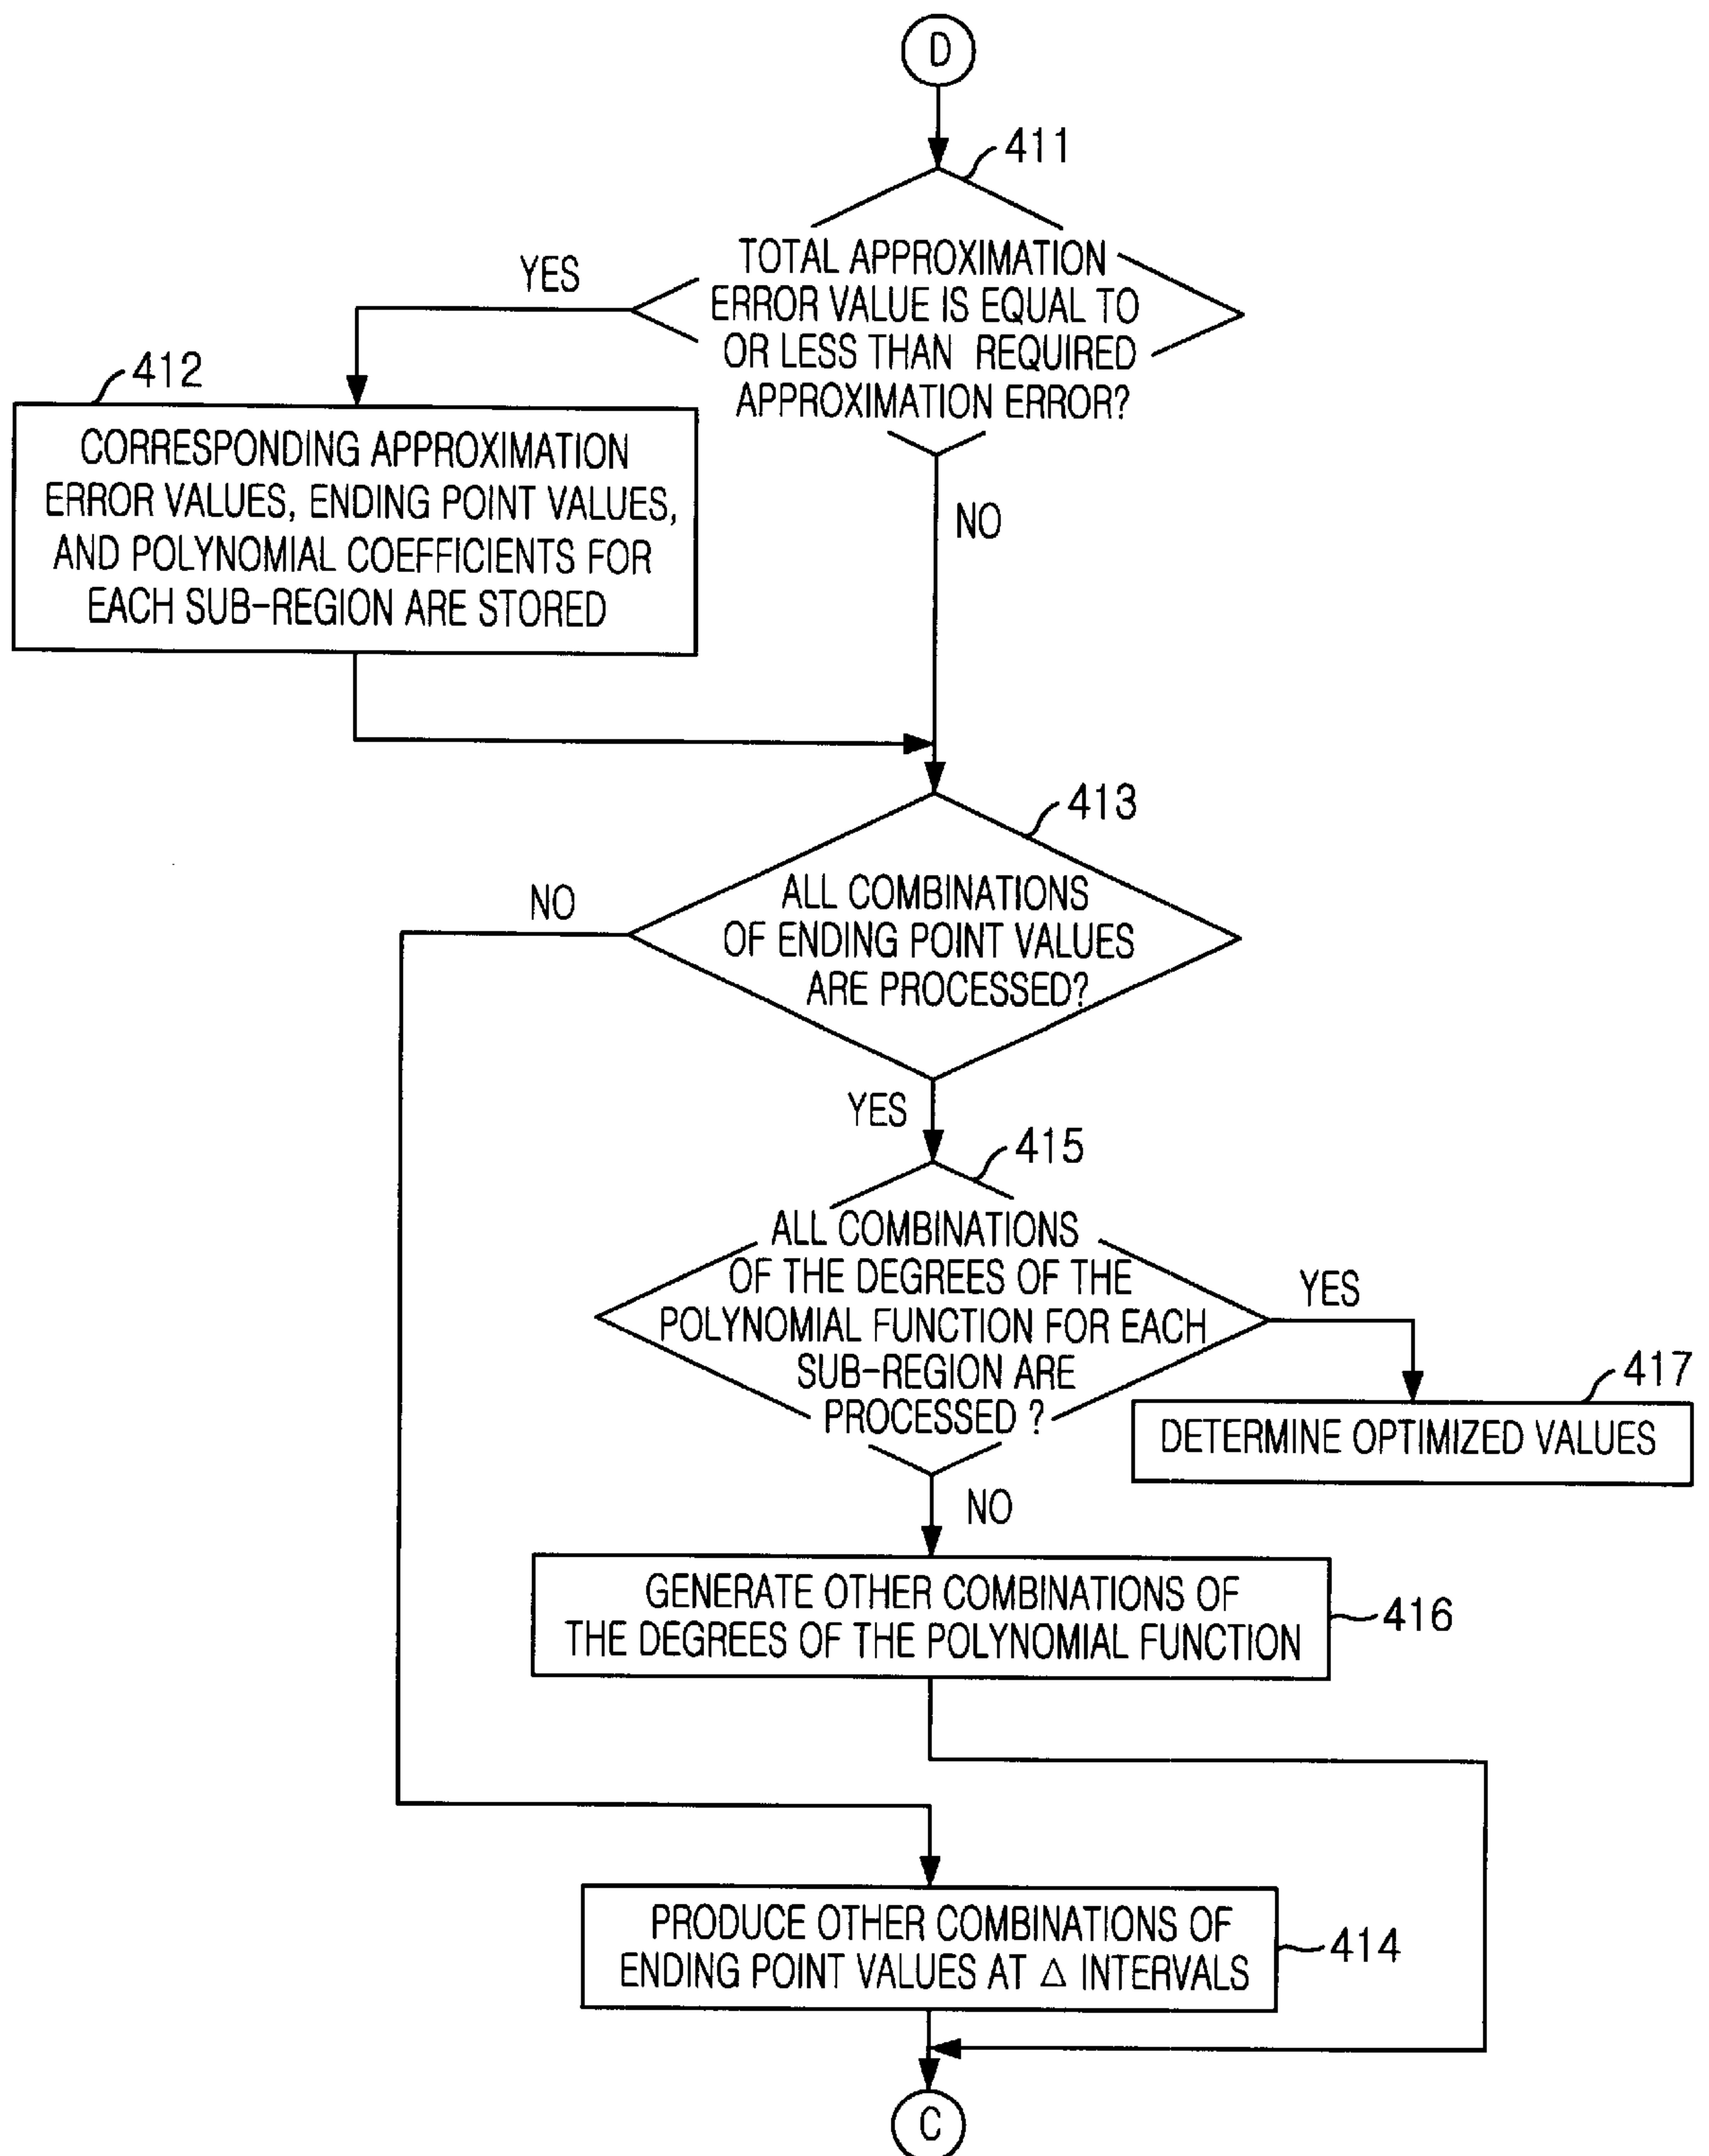 D
411
TOTAL APPROXIMATION
ERROR VALUE IS EQUAL TO
OR LESS THAN REQUIRED
APPROXIMATION ERROR?
YES
NO
412
CORRESPONDING APPROXIMATION
ERROR VALUES, ENDING POINT VALUES,
AND POLYNOMIAL COEFFICIENTS FOR
EACH SUB-REGION ARE STORED
413
ALL COMBINATIONS
OF ENDING POINT VALUES
ARE PROCESSED?
NO
YES
415
ALL COMBINATIONS
OF THE DEGREES OF THE
POLYNOMIAL FUNCTION FOR EACH
SUB-REGION ARE
PROCESSED ?
YES
NO
417
DETERMINE OPTIMIZED VALUES
GENERATE OTHER COMBINATIONS OF
THE DEGREES OF THE POLYNOMIAL FUNCTION
416
PRODUCE OTHER COMBINATIONS OF
ENDING POINT VALUES AT △ INTERVALS
414
C